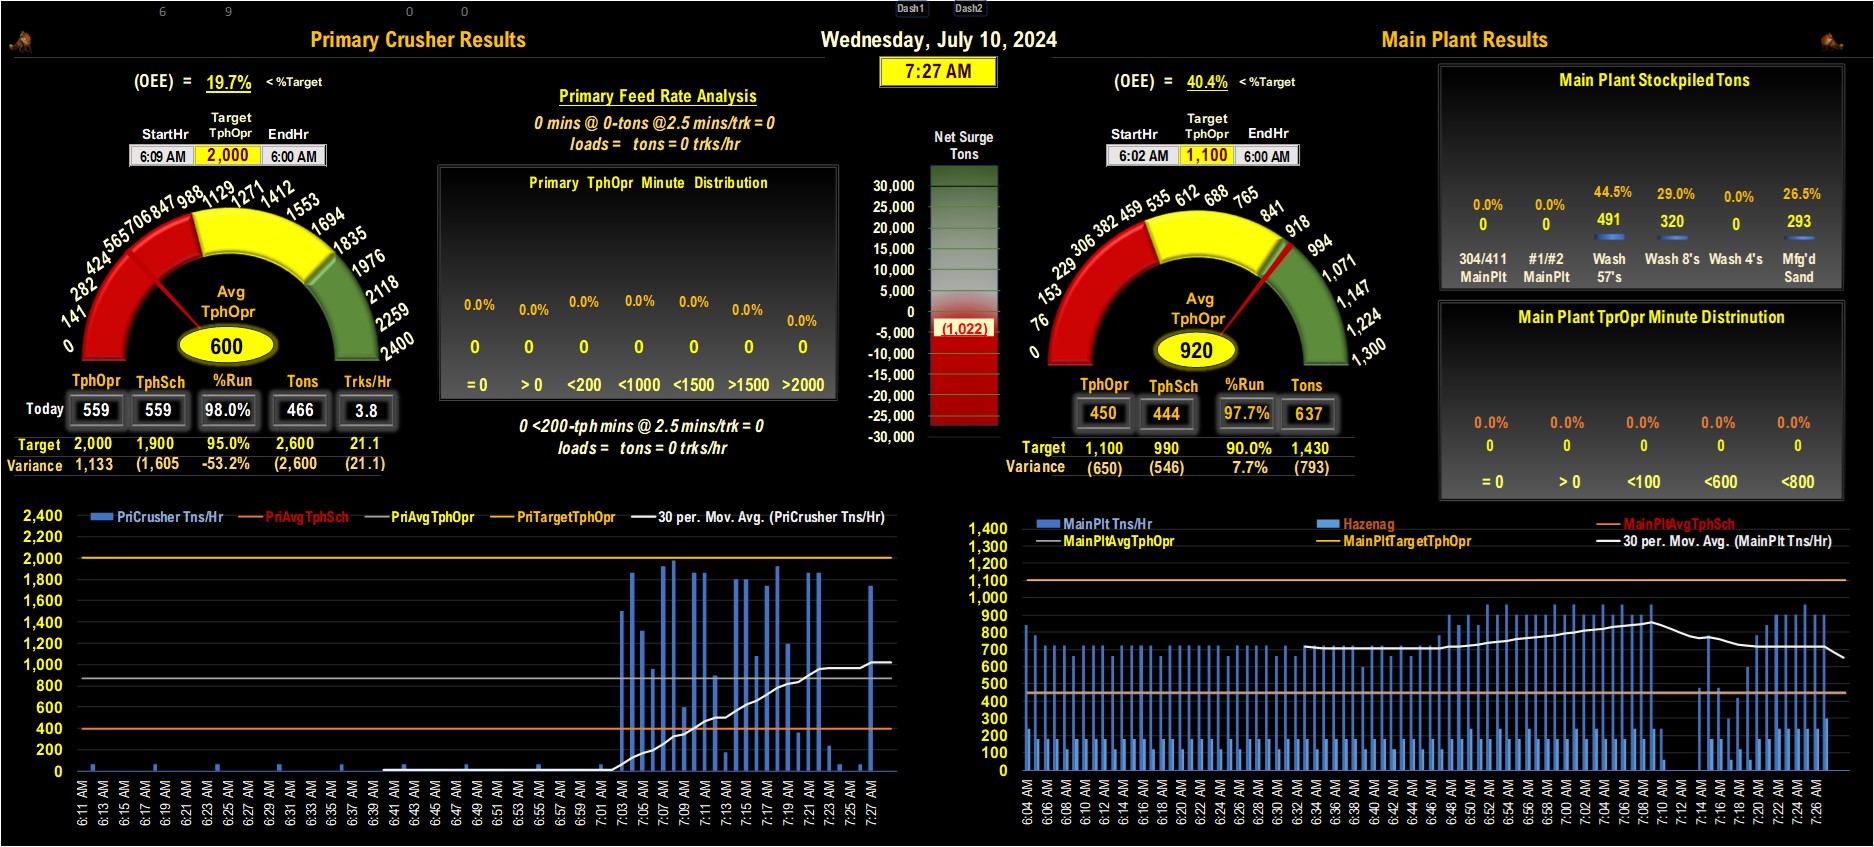 6 9 0 0 Dash1 Dash2
Primary Crusher Results
Wednesday, July 10, 2024
Main Plant Results
7:27 AM
(OEE) = 19.7% < %Target
Target
StartHr TphOpr EndHr
6:09 AM 2,000 6:00 AM
0 141 282 424 565 706 847 988 1129 1271 1412 1553 1694 1835 1976 2118 2259 2400
Avg
TphOpr
600
TphOpr TphSch %Run Tons Trks/Hr
Today 559 559 98.0% 466 3.8
Target 2,000 1,900 95.0% 2,600 21.1
Variance 1,133 (1,605 -53.2% (2,600 (21.1)
Primary Feed Rate Analysis
0 mins @ 0-tons @2.5 mins/trk = 0
loads = tons = 0 trks/hr
Primary TphOpr Minute Distribution
0.0% 0.0% 0.0% 0.0% 0.0% 0.0% 0.0%
0 0 0 0 0 0 0
= 0 > 0 <200 <1000 <1500 >1500 >2000
0 <200-tph mins @ 2.5 mins/trk = 0
loads = tons = 0 trks/hr
Net Surge
Tons
30,000
25,000
20,000
15,000
10,000
5,000
0
-5,000
-10,000
-15,000
-20,000
-25,000
-30,000
(1,022)
(OEE) = 40.4% < %Target
Target
StartHr TphOpr EndHr
6:02 AM 1,100 6:00 AM
0 76 153 229 306 382 459 535 612 688 765 841 918 994 1,071 1,147 1,224 1,300
Avg
TphOpr
920
TphOpr TphSch %Run Tons
450 444 97.7% 637
Target 1,100 990 90.0% 1,430
Variance (650) (546) 7.7% (793)
Main Plant Stockpiled Tons
0.0% 0.0% 44.5% 29.0% 0.0% 26.5%
0 0 491 320 0 293
304/411 #1/#2 Wash Wash 8's Wash 4's Mfg'd
MainPlt MainPlt 57's Sand
Main Plant TprOpr Minute Distrinution
0.0% 0.0% 0.0% 0.0% 0.0%
0 0 0 0 0
= 0 > 0 <100 <600 <800
PriCrusher Tns/Hr PriAvgTphSch PriAvgTphOpr PriTargetTphOpr 30 per. Mov. Avg. (PriCrusher Tns/Hr)
2,400
2,200
2,000
1,800
1,600
1,400
1,200
1,000
800
600
400
200
0
6:11 AM 6:13 AM 6:15 AM 6:17 AM 6:19 AM 6:21 AM 6:23 AM 6:25 AM 6:27 AM 6:29 AM 6:31 AM 6:33 AM 6:35 AM 6:37 AM 6:39 AM 6:41 AM 6:43 AM 6:45 AM 6:47 AM 6:49 AM 6:51 AM 6:53 AM 6:55 AM 6:57 AM 6:59 AM 7:01 AM 7:03 AM 7:05 AM 7:07 AM 7:09 AM 7:11 AM 7:13 AM 7:15 AM 7:17 AM 7:19 AM 7:21 AM 7:23 AM 7:25 AM 7:27 AM
MainPlt Tns/Hr Hazenag MainPltAvgTphSch
MainPltAvgTphOpr MainPltTargetTphOpr 30 per. Mov. Avg. (MainPlt Tns/Hr)
1,400
1,300
1,200
1,100
1,000
900
800
700
600
500
400
300
200
100
0
6:04 AM 6:06 AM 6:08 AM 6:10 AM 6:12 AM 6:14 AM 6:16 AM 6:18 AM 6:20 AM 6:22 AM 6:24 AM 6:26 AM 6:28 AM 6:30 AM 6:32 AM 6:34 AM 6:36 AM 6:38 AM 6:40 AM 6:42 AM 6:44 AM 6:46 AM 6:48 AM 6:50 AM 6:52 AM 6:54 AM 6:56 AM 6:58 AM 7:00 AM 7:02 AM 7:04 AM 7:06 AM 7:08 AM 7:10 AM 7:12 AM 7:14 AM 7:16 AM 7:18 AM 7:20 AM 7:22 AM 7:24 AM 7:26 AM